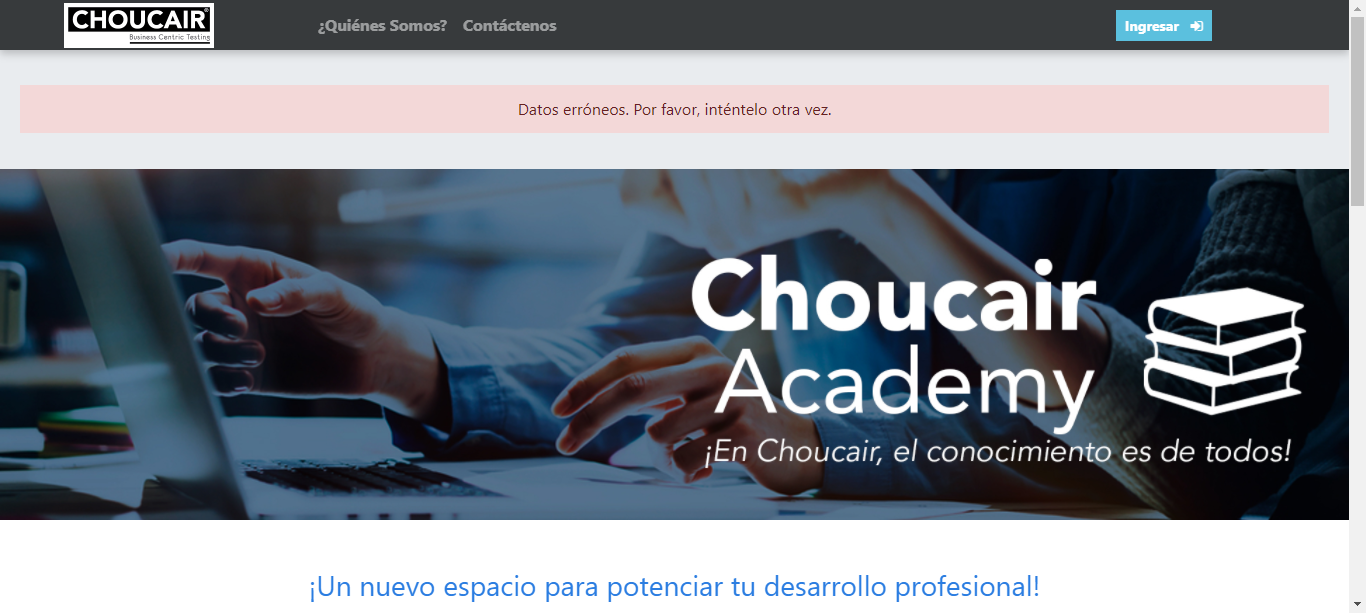 CHOUCAIR®
Business Centric Testing
¿Quiénes Somos? Contáctenos
Ingresar
Datos erróneos. Por favor, inténtelo otra vez.
Choucair
Academy
¡En Choucair, el conocimiento es de todos!
¡Un nuevo espacio para potenciar tu desarrollo profesional!